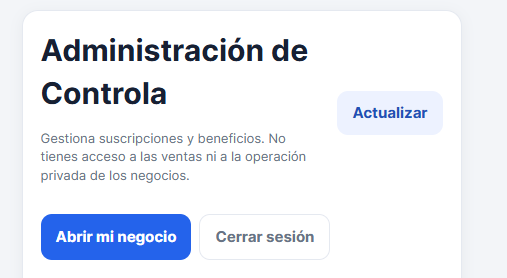 Administración de
Controla
Actualizar
Gestiona suscripciones y beneficios. No
tienes acceso a las ventas ni a la operación
privada de los negocios.
Abrir mi negocio
Cerrar sesión